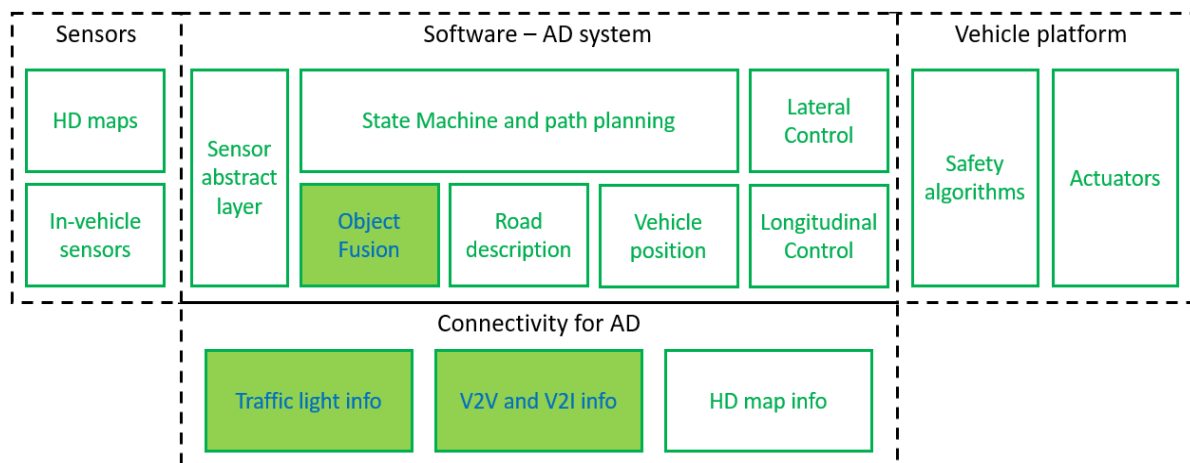 Sensors
HD maps
In-vehicle
sensors
Software – AD system
Sensor
abstract
layer
State Machine and path planning
Lateral
Control
Object
Fusion
Road
description
Vehicle
position
Longitudinal
Control
Vehicle platform
Safety
algorithms
Actuators
Connectivity for AD
Traffic light info
V2V and V2I info
HD map info